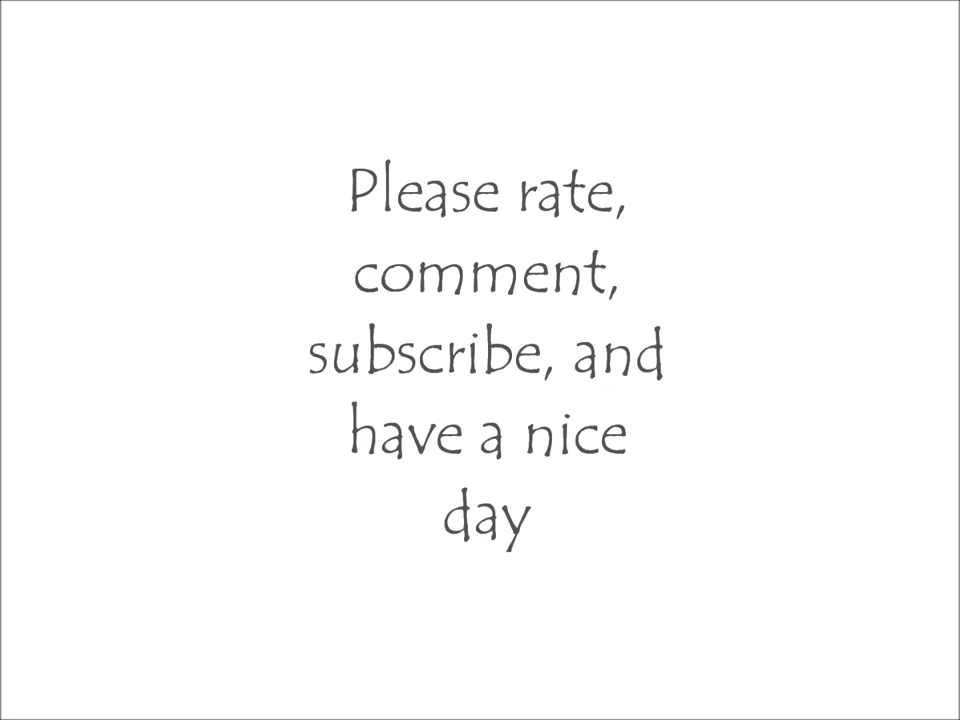 Please rate,
comment,
subscribe, and
have a nice
day